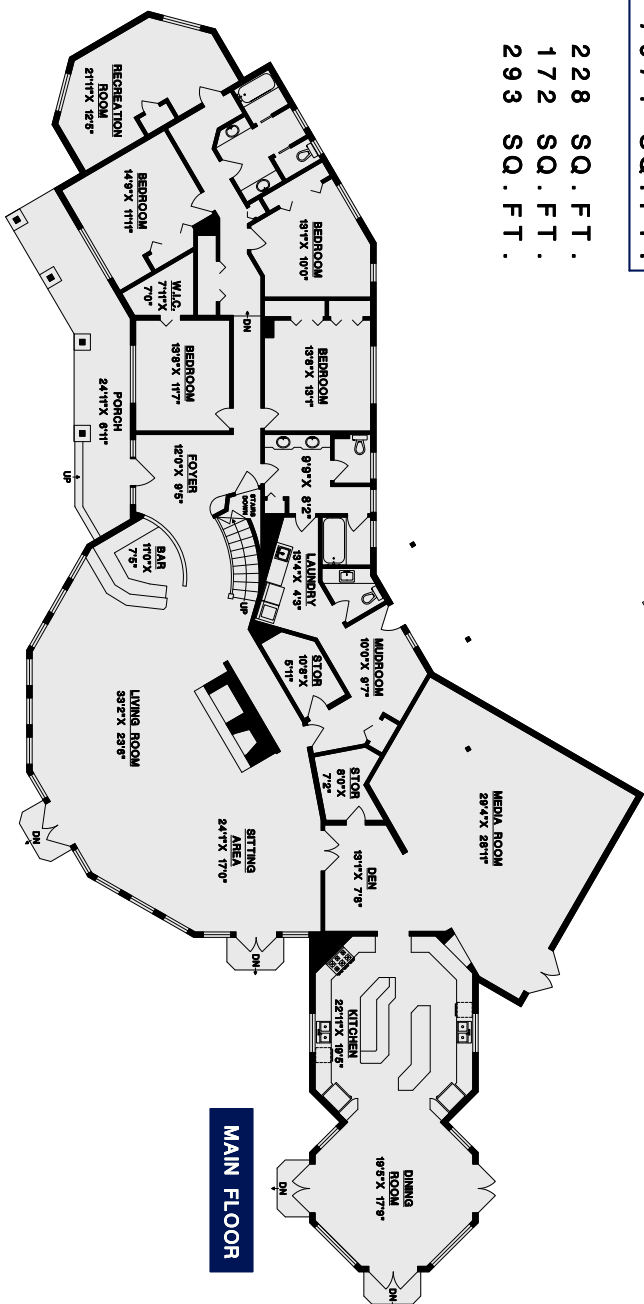 SQ.FT.
228 SQ.FT.
172 SQ.FT.
293 SQ.FT.
MEDIA ROOM
29'4"X 28'11"
MUDROOM
10'0"X 9'7"
STOR
8'0"X
7'2"
DEN
13'1"X 7'8"
DINING
ROOM
19'5"X 17'9"
DN
DN
KITCHEN
22'11"X 19'5"
BEDROOM
13'1"X 10'0"
BEDROOM
13'8"X 13'1"
9'9"X 8'2"
LAUNDRY
13'4"X 4'3"
STOR
10'8"X
5'11"
DN
STAIRS
DOWN
UP
SITTING
AREA
24'1"X 17'0"
DN
MAIN FLOOR
BEDROOM
13'8"X 11'7"
FOYER
12'0"X 9'5"
W.I.C.
7'11"X
7'0"
BAR
11'0"X
7'5"
BEDROOM
14'9"X 11'11"
LIVING ROOM
33'2"X 23'6"
RECREATION
ROOM
21'11"X 12'5"
PORCH
24'11"X 6'11"
UP
DN